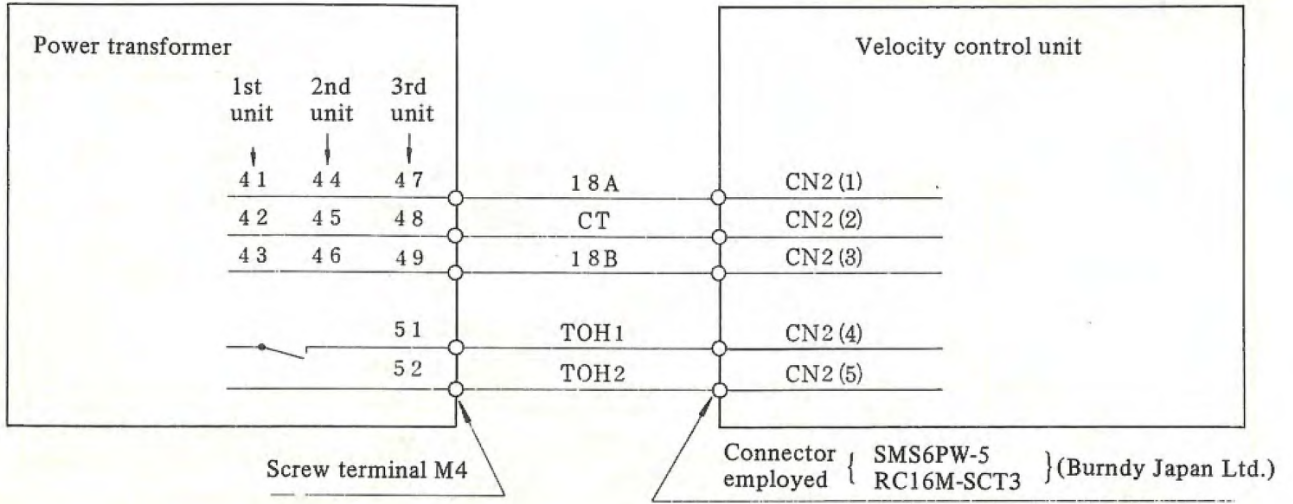 Power transformer
Velocity control unit
1st 2nd 3rd
unit unit unit
41 44 47 18A CN2 (1)
42 45 48 CT CN2 (2)
43 46 49 18B CN2 (3)
51 TOH1 CN2 (4)
52 TOH2 CN2 (5)
Screw terminal M4
Connector employed { SMS6PW-5
RC16M-SCT3 } (Burndy Japan Ltd.)